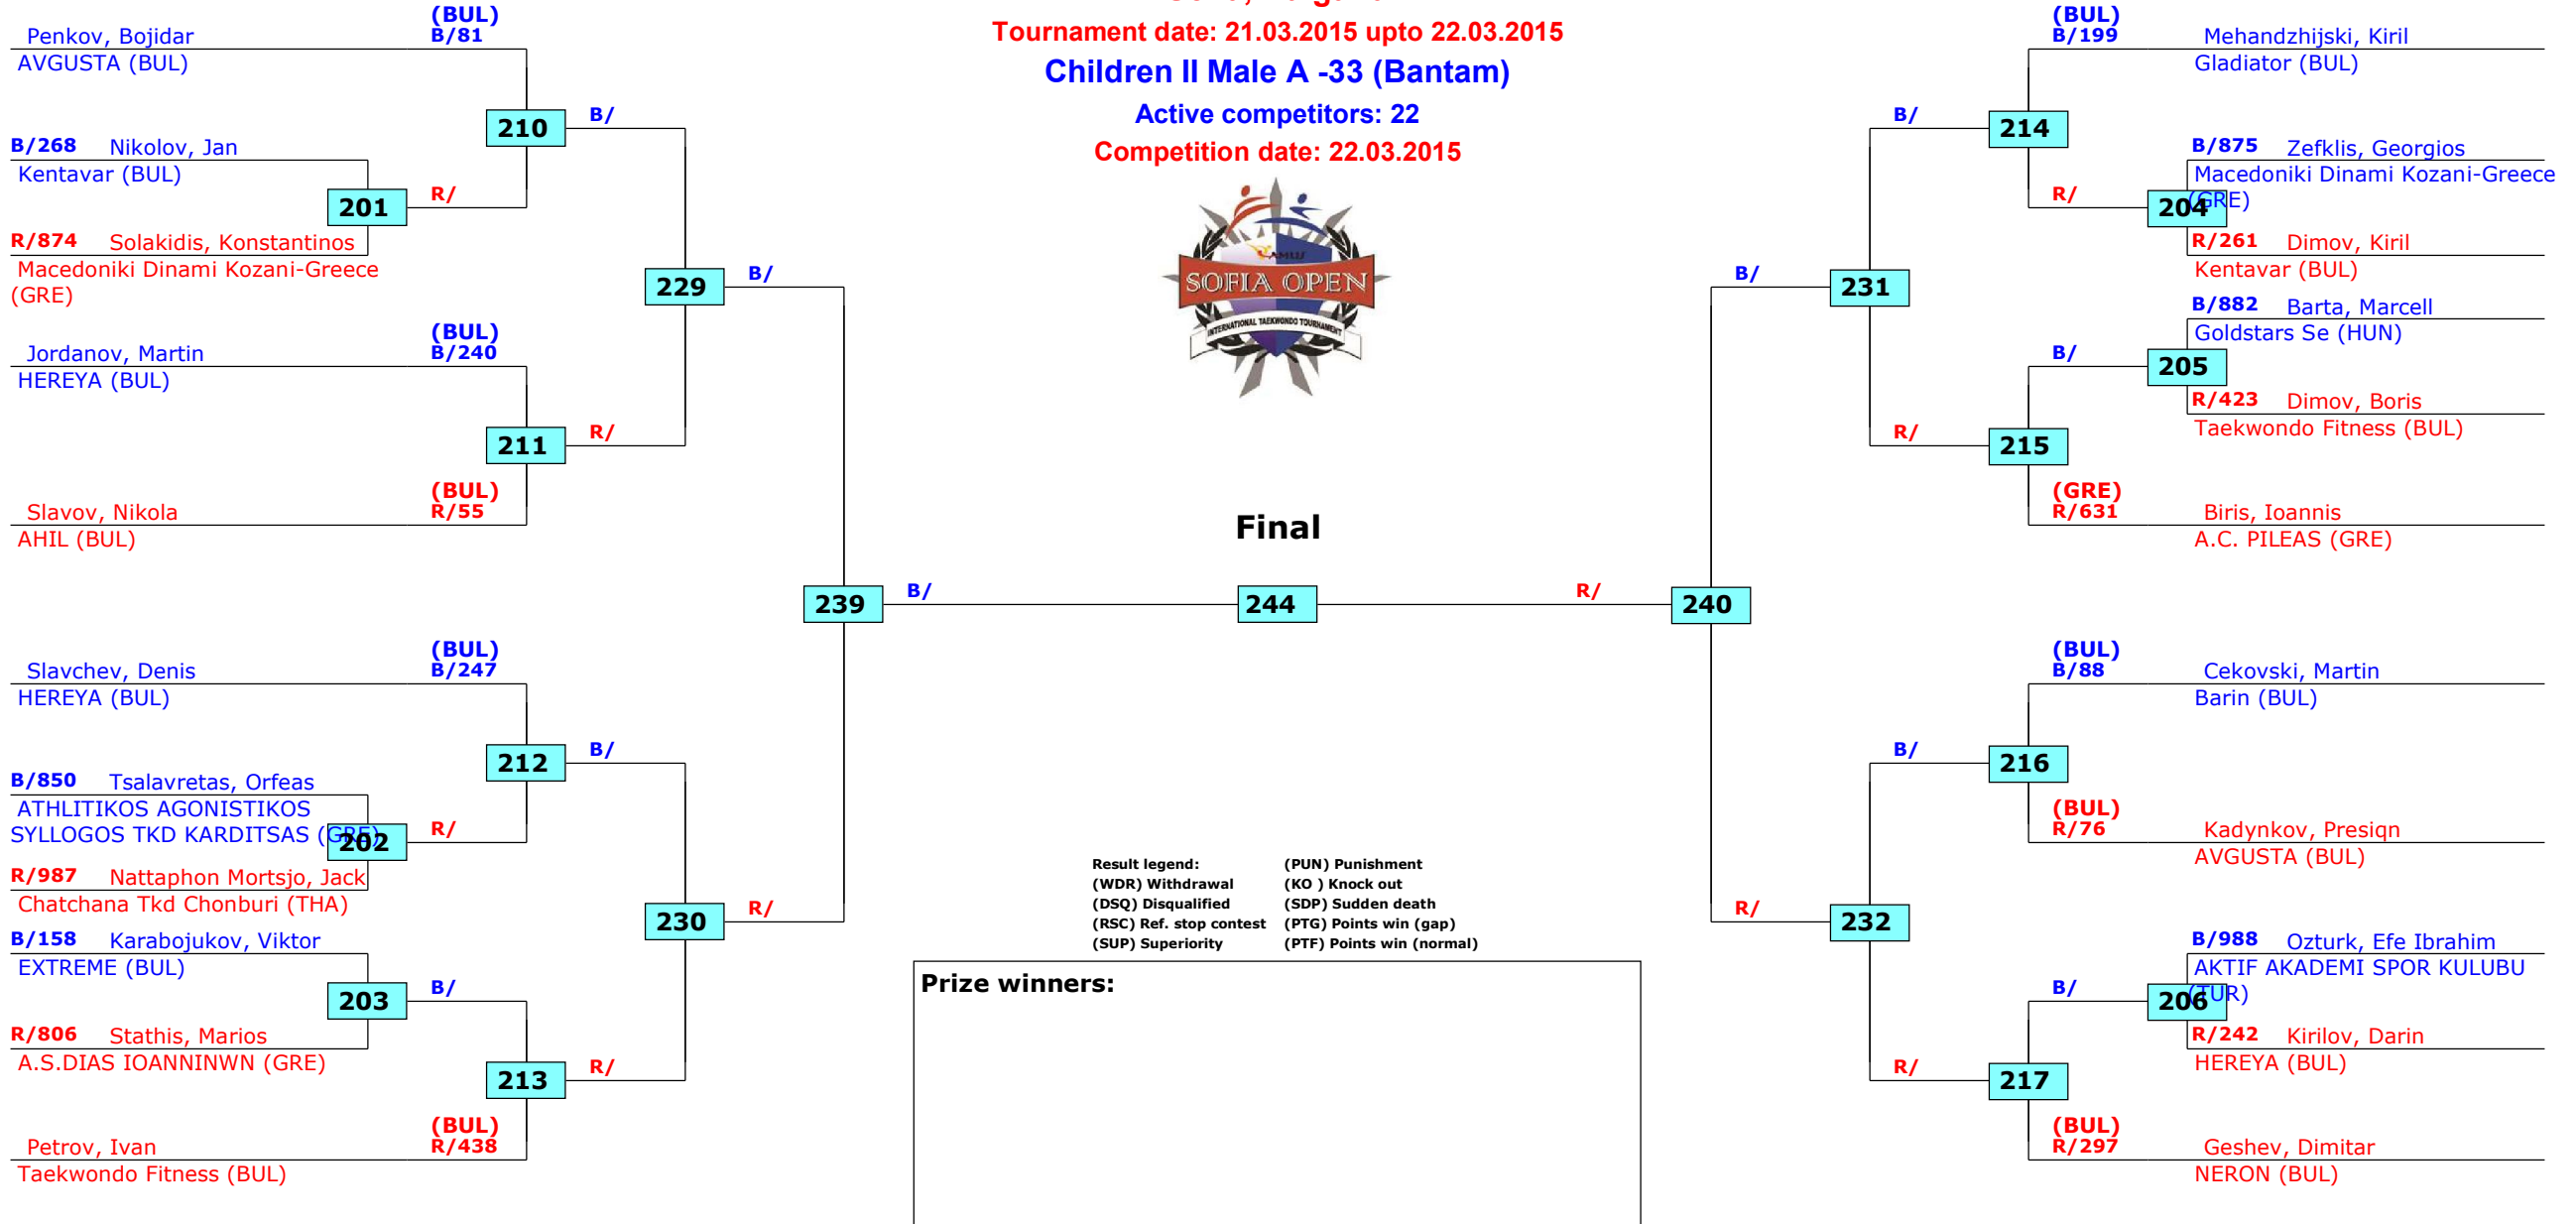 Tournament date: 21.03.2015 upto 22.03.2015
Children II Male A -33 (Bantam)
Active competitors: 22
Competition date: 22.03.2015
SOFIA OPEN
INTERNATIONAL TAEKWONDO TOURNAMENT
(BUL)
Penkov, Bojidar B/81
AVGUSTA (BUL)
210 B/
B/268 Nikolov, Jan
Kentavar (BUL)
201 R/
R/874 Solakidis, Konstantinos
Macedoniki Dinami Kozani-Greece
(GRE)
229 B/
(BUL)
Jordanov, Martin B/240
HEREYA (BUL)
211 R/
(BUL)
Slavov, Nikola R/55
AHIL (BUL)
239 B/
(BUL)
Slavchev, Denis B/247
HEREYA (BUL)
212 B/
B/850 Tsalavretas, Orfeas
ATHLITIKOS AGONISTIKOS
SYLLOGOS TKD KARDITSAS (GRE)
202 R/
R/987 Nattaphon Mortsjo, Jack
Chatchana Tkd Chonburi (THA)
230 R/
B/158 Karabojukov, Viktor
EXTREME (BUL)
203 B/
R/806 Stathis, Marios
A.S.DIAS IOANNINWN (GRE)
213 R/
(BUL)
Petrov, Ivan R/438
Taekwondo Fitness (BUL)
Final
244
(BUL)
B/199 Mehandzhijski, Kiril
Gladiator (BUL)
B/ 214
B/875 Zefklis, Georgios
Macedoniki Dinami Kozani-Greece
(GRE)
R/ 204
R/261 Dimov, Kiril
Kentavar (BUL)
B/ 231
B/882 Barta, Marcell
Goldstars Se (HUN)
B/ 205
R/423 Dimov, Boris
Taekwondo Fitness (BUL)
R/ 215
(GRE)
R/631 Biris, Ioannis
A.C. PILEAS (GRE)
R/ 240
(BUL)
B/88 Cekovski, Martin
Barin (BUL)
B/ 216
(BUL)
R/76 Kadynkov, Presiqn
AVGUSTA (BUL)
R/ 232
B/988 Ozturk, Efe Ibrahim
AKTIF AKADEMI SPOR KULUBU
(TUR)
B/ 206
R/242 Kirilov, Darin
HEREYA (BUL)
R/ 217
(BUL)
R/297 Geshev, Dimitar
NERON (BUL)
Result legend: (PUN) Punishment
(WDR) Withdrawal (KO ) Knock out
(DSQ) Disqualified (SDP) Sudden death
(RSC) Ref. stop contest (PTG) Points win (gap)
(SUP) Superiority (PTF) Points win (normal)
Prize winners: